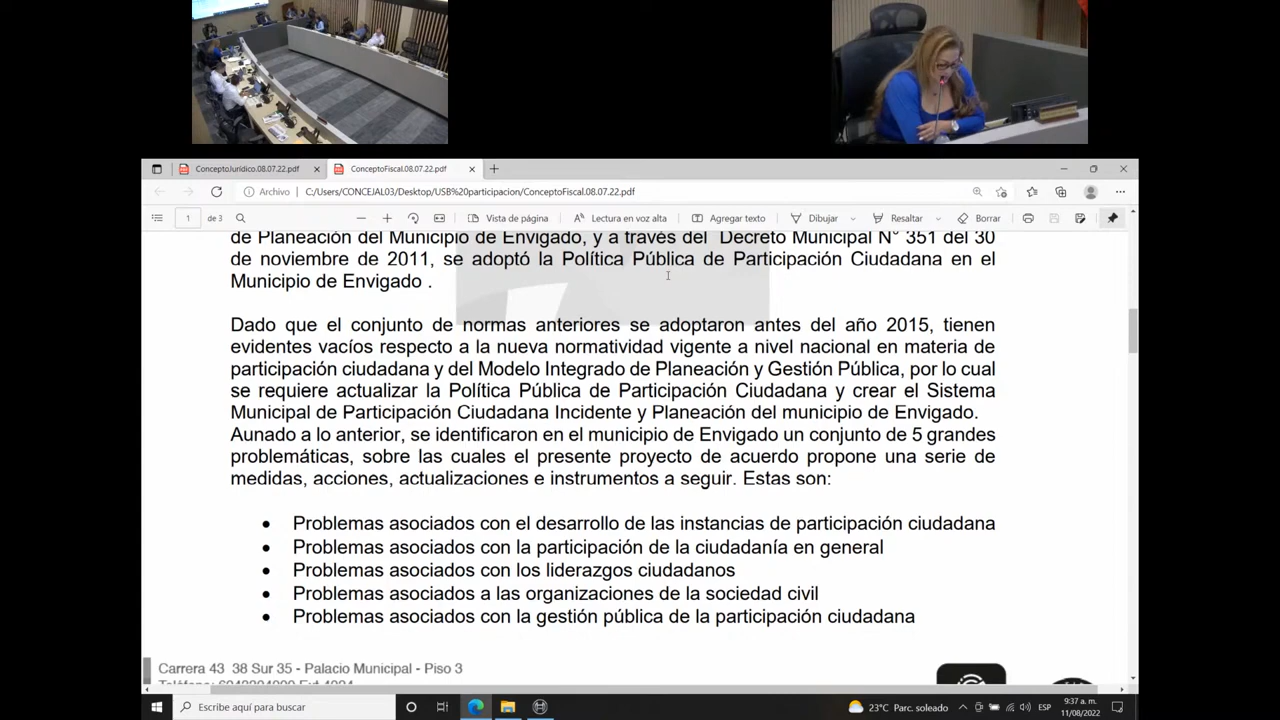 ConceptoJurídico.08.07.22.pdf
ConceptoFiscal.08.07.22.pdf
Archivo
C:/Users/CONCEJAL03/Desktop/USB%20participacion/ConceptoFiscal.08.07.22.pdf
1 de 3
Vista de página
Lectura en voz alta
Agregar texto
Dibujar
Resaltar
Borrar
de Planeación del Municipio de Envigado, y a través del Decreto Municipal N° 351 del 30
de noviembre de 2011, se adoptó la Política Pública de Participación Ciudadana en el
Municipio de Envigado .
Dado que el conjunto de normas anteriores se adoptaron antes del año 2015, tienen
evidentes vacíos respecto a la nueva normatividad vigente a nivel nacional en materia de
participación ciudadana y del Modelo Integrado de Planeación y Gestión Pública, por lo cual
se requiere actualizar la Política Pública de Participación Ciudadana y crear el Sistema
Municipal de Participación Ciudadana Incidente y Planeación del municipio de Envigado.
Aunado a lo anterior, se identificaron en el municipio de Envigado un conjunto de 5 grandes
problemáticas, sobre las cuales el presente proyecto de acuerdo propone una serie de
medidas, acciones, actualizaciones e instrumentos a seguir. Estas son:
• Problemas asociados con el desarrollo de las instancias de participación ciudadana
• Problemas asociados con la participación de la ciudadanía en general
• Problemas asociados con los liderazgos ciudadanos
• Problemas asociados a las organizaciones de la sociedad civil
• Problemas asociados con la gestión pública de la participación ciudadana
Carrera 43 38 Sur 35 - Palacio Municipal - Piso 3
Escribe aquí para buscar
23°C Parc. soleado
ESP
9:37 a. m.
11/08/2022